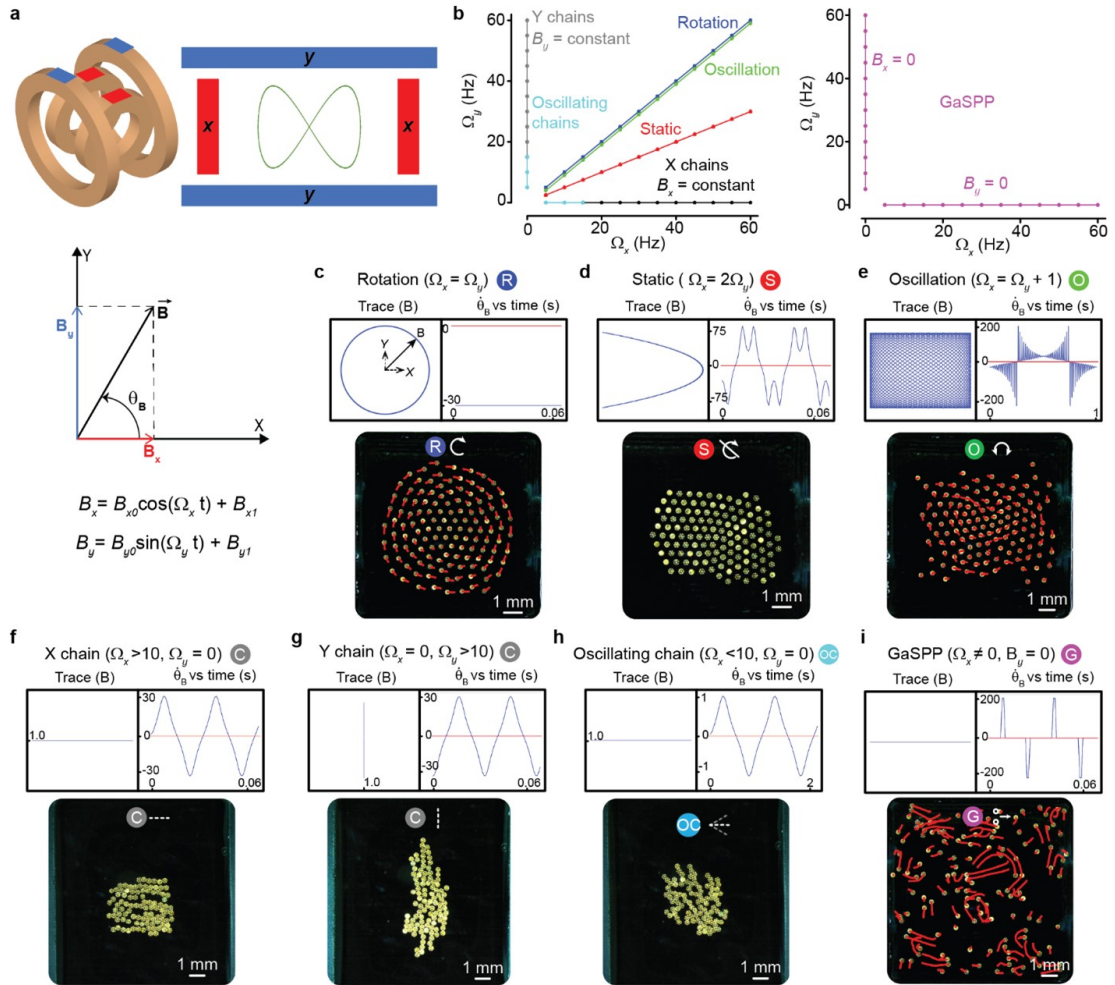 a
y
x
x
y
Y
B
B_y
θ_B
X
B_x
B_x = B_x0cos(Ω_x t) + B_x1
B_y = B_y0sin(Ω_y t) + B_y1
b
60
40
20
0
Ω_y (Hz)
Y chains
B_y = constant
Rotation
Oscillation
Oscillating
chains
Static
X chains
B_x = constant
20
40
60
Ω_x (Hz)
60
40
20
0
Ω_y (Hz)
B_x = 0
GaSPP
B_y = 0
0
20
40
60
Ω_x (Hz)
c
Rotation (Ω_x = Ω_y) R
Trace (B)
θ̇_B vs time (s)
B
Y
X
0
-30
0
0.06
R
1 mm
d
Static ( Ω_x = 2Ω_y) S
Trace (B)
θ̇_B vs time (s)
75
0
-75
0
0.06
S
1 mm
e
Oscillation (Ω_x = Ω_y + 1) O
Trace (B)
θ̇_B vs time (s)
200
0
-200
0
1
O
1 mm
f
X chain (Ω_x>10, Ω_y = 0) C
Trace (B)
θ̇_B vs time (s)
1.0
30
0
-30
0
0.06
C
1 mm
g
Y chain (Ω_x = 0, Ω_y >10) C
Trace (B)
θ̇_B vs time (s)
1.0
30
0
-30
0
0.06
C
1 mm
h
Oscillating chain (Ω_x <10, Ω_y = 0) OC
Trace (B)
θ̇_B vs time (s)
1.0
1
0
-1
0
2
OC
1 mm
i
GaSPP (Ω_x ≠ 0, B_y = 0) G
Trace (B)
θ̇_B vs time (s)
200
0
200
0
0.06
G
1 mm